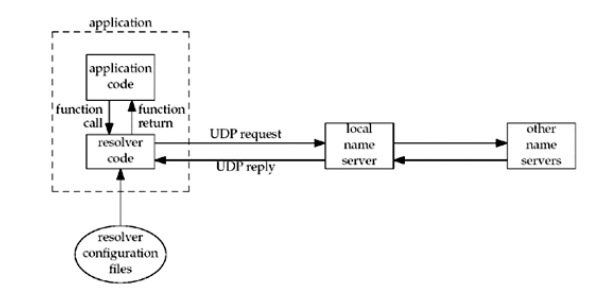 application
application
code
function
call
function
return
resolver
code
UDP request
UDP reply
local
name
server
other
name
servers
resolver
configuration
files